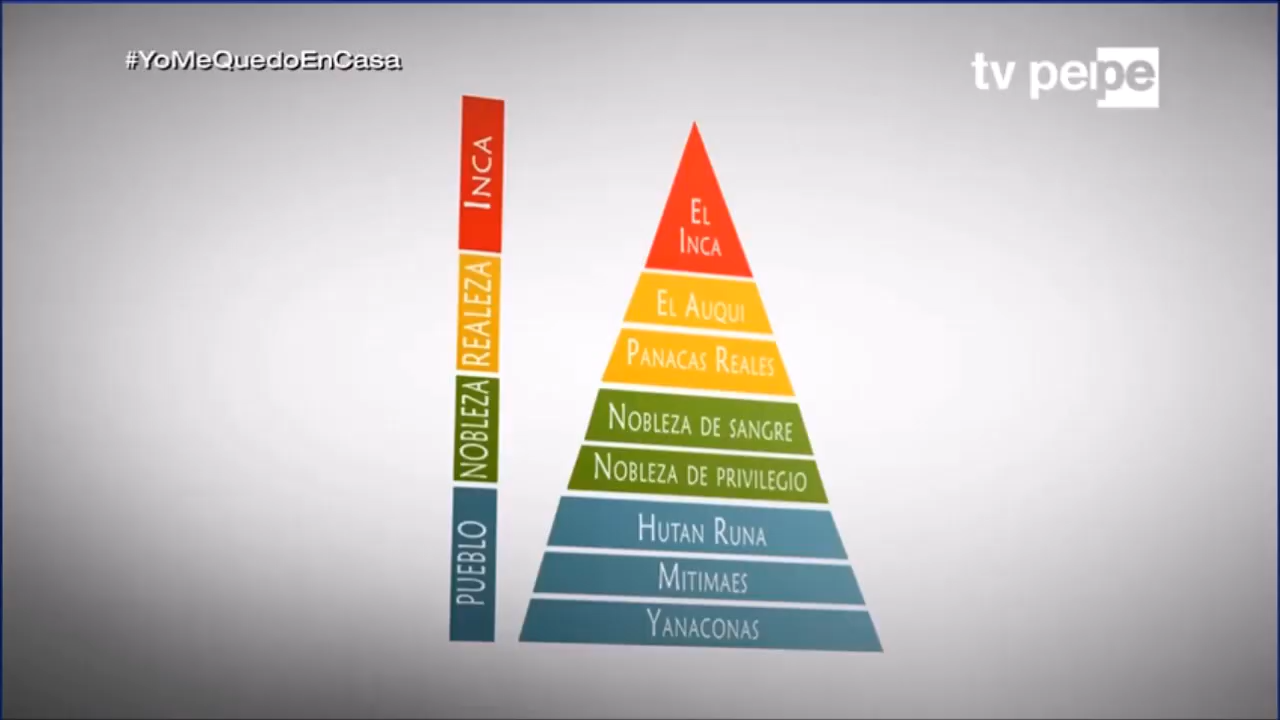 #YoMeQuedoEnCasa
tv perpe
INCA
REALEZA
NOBLEZA
PUEBLO
EL
INCA
EL AUQUI
PANACAS REALES
NOBLEZA DE SANGRE
NOBLEZA DE PRIVILEGIO
HUTAN RUNA
MITIMAES
YANACONAS